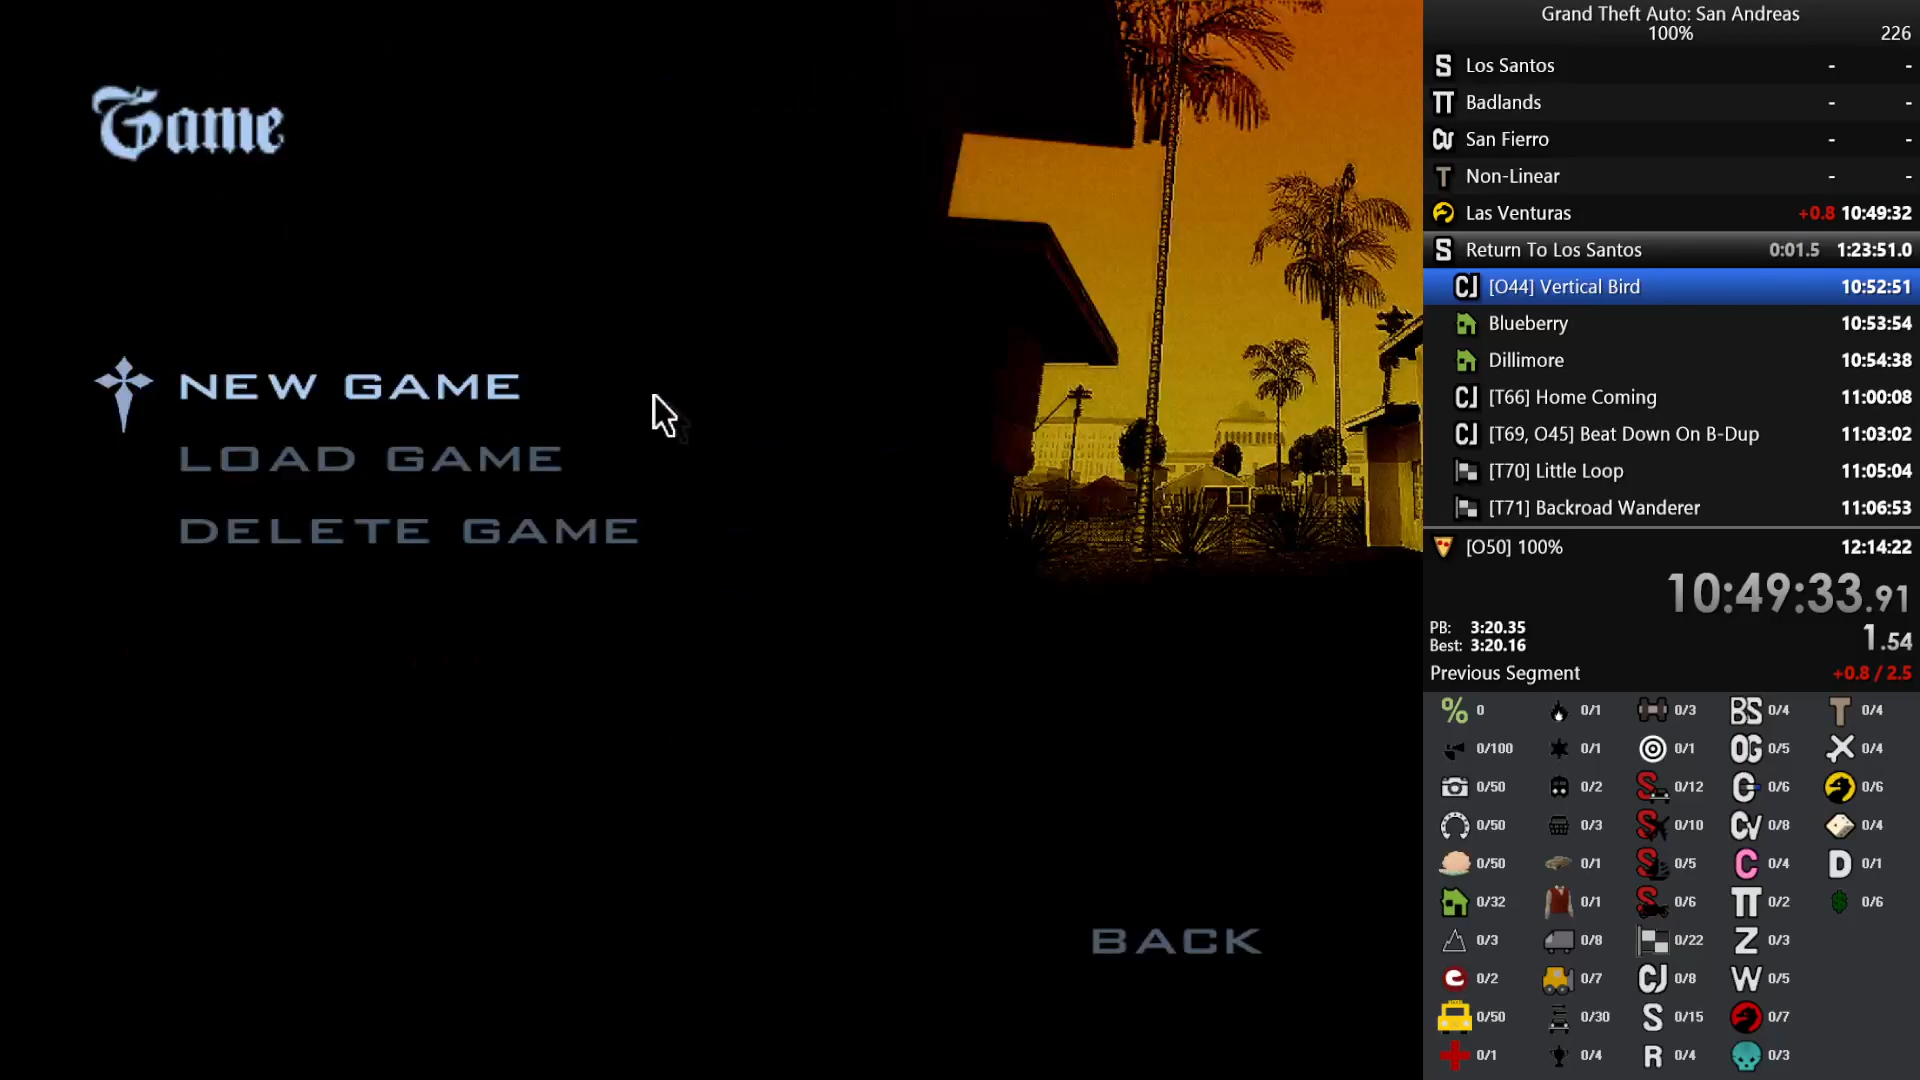 Game
NEW GAME
LOAD GAME
DELETE GAME
BACK
Grand Theft Auto: San Andreas
100% 226
Los Santos - -
Badlands - -
San Fierro - -
Non-Linear - -
Las Venturas +0.8 10:49:32
Return To Los Santos 0:01.5 1:23:51.0
[O44] Vertical Bird 10:52:51
Blueberry 10:53:54
Dillimore 10:54:38
[T66] Home Coming 11:00:08
[T69, O45] Beat Down On B-Dup 11:03:02
[T70] Little Loop 11:05:04
[T71] Backroad Wanderer 11:06:53
[O50] 100% 12:14:22
10:49:33.91
PB: 3:20.35
Best: 3:20.16
1.54
Previous Segment +0.8 / 2.5
% 0 0/1 0/3 BS 0/4 T 0/4
0/100 0/1 0/1 OG 0/5 0/4
0/50 0/2 S 0/12 C 0/6 0/6
0/50 0/3 S 0/10 CV 0/8 0/4
0/50 0/1 S 0/5 C 0/4 D 0/1
0/32 0/1 S 0/6 TT 0/2 $ 0/6
0/3 0/8 0/22 Z 0/3
e 0/2 0/7 CJ 0/8 W 0/5
0/50 0/30 S 0/15 0/7
0/1 0/4 R 0/4 0/3